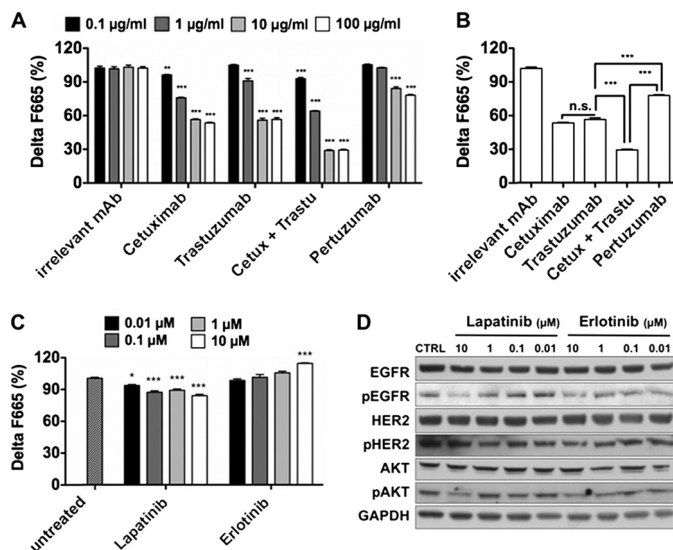 A
0.1 µg/ml 1 µg/ml 10 µg/ml 100 µg/ml
Delta F665 (%)
120
90
60
30
0
** *** *** ***
*** *** ***
*** *** *** ***
*** ***
irrelevant mAb
Cetuximab
Trastuzumab
Cetux + Trastu
Pertuzumab
B
Delta F665 (%)
120
90
60
30
0
n.s.
***
***
***
irrelevant mAb
Cetuximab
Trastuzumab
Cetux + Trastu
Pertuzumab
C
0.01 µM 1 µM
0.1 µM 10 µM
Delta F665 (%)
120
90
60
30
0
* *** *** ***
***
untreated
Lapatinib
Erlotinib
D
Lapatinib (µM) Erlotinib (µM)
CTRL 10 1 0.1 0.01 10 1 0.1 0.01
EGFR
pEGFR
HER2
pHER2
AKT
pAKT
GAPDH